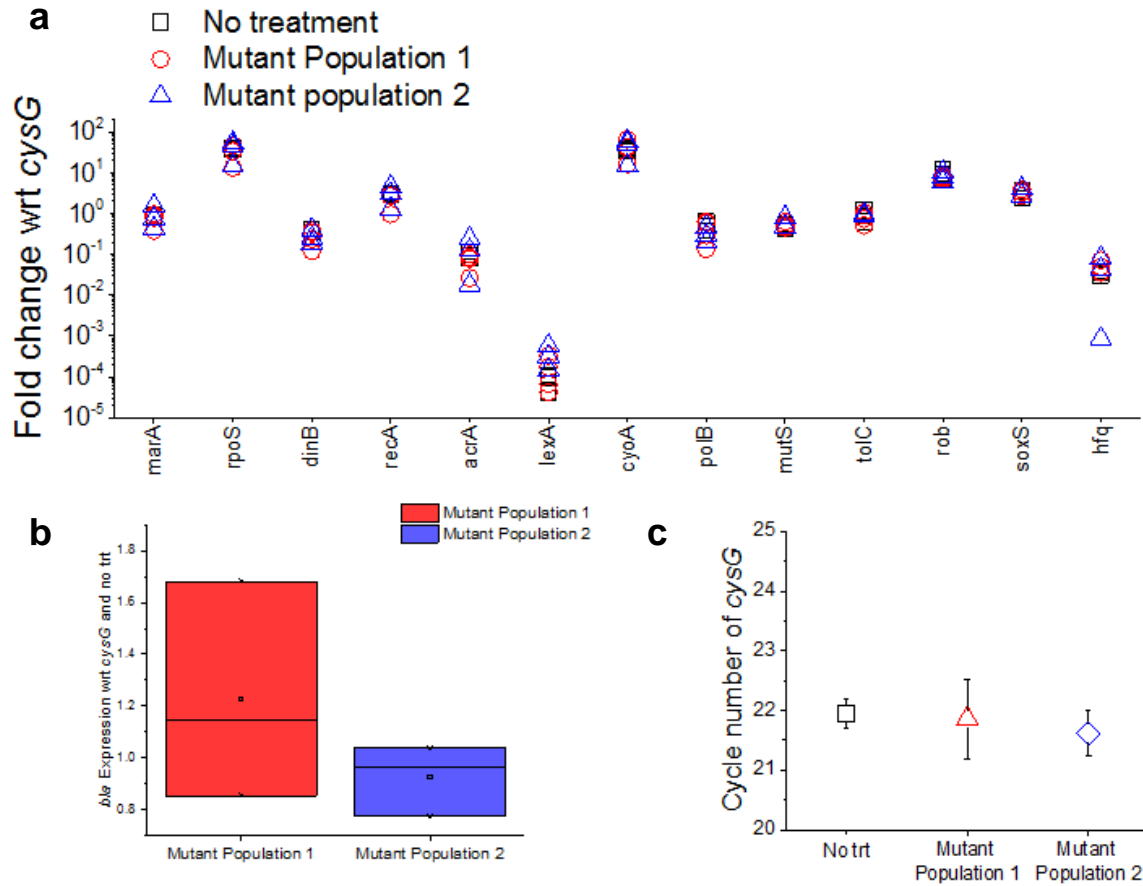 a
No treatment
Mutant Population 1
Mutant population 2
Fold change wrt cysG
10²
10¹
10⁰
10⁻¹
10⁻²
10⁻³
10⁻⁴
10⁻⁵
marA
rpoS
dinB
recA
acrA
lexA
cyoA
polB
mutS
tolC
rob
soxS
hfq
b
Mutant Population 1
Mutant Population 2
bla Expression wrt cysG and no trt
1.8
1.6
1.4
1.2
1.0
0.8
Mutant Population 1
Mutant Population 2
c
Cycle number of cysG
25
24
23
22
21
20
No trt
Mutant
Population 1
Mutant
Population 2